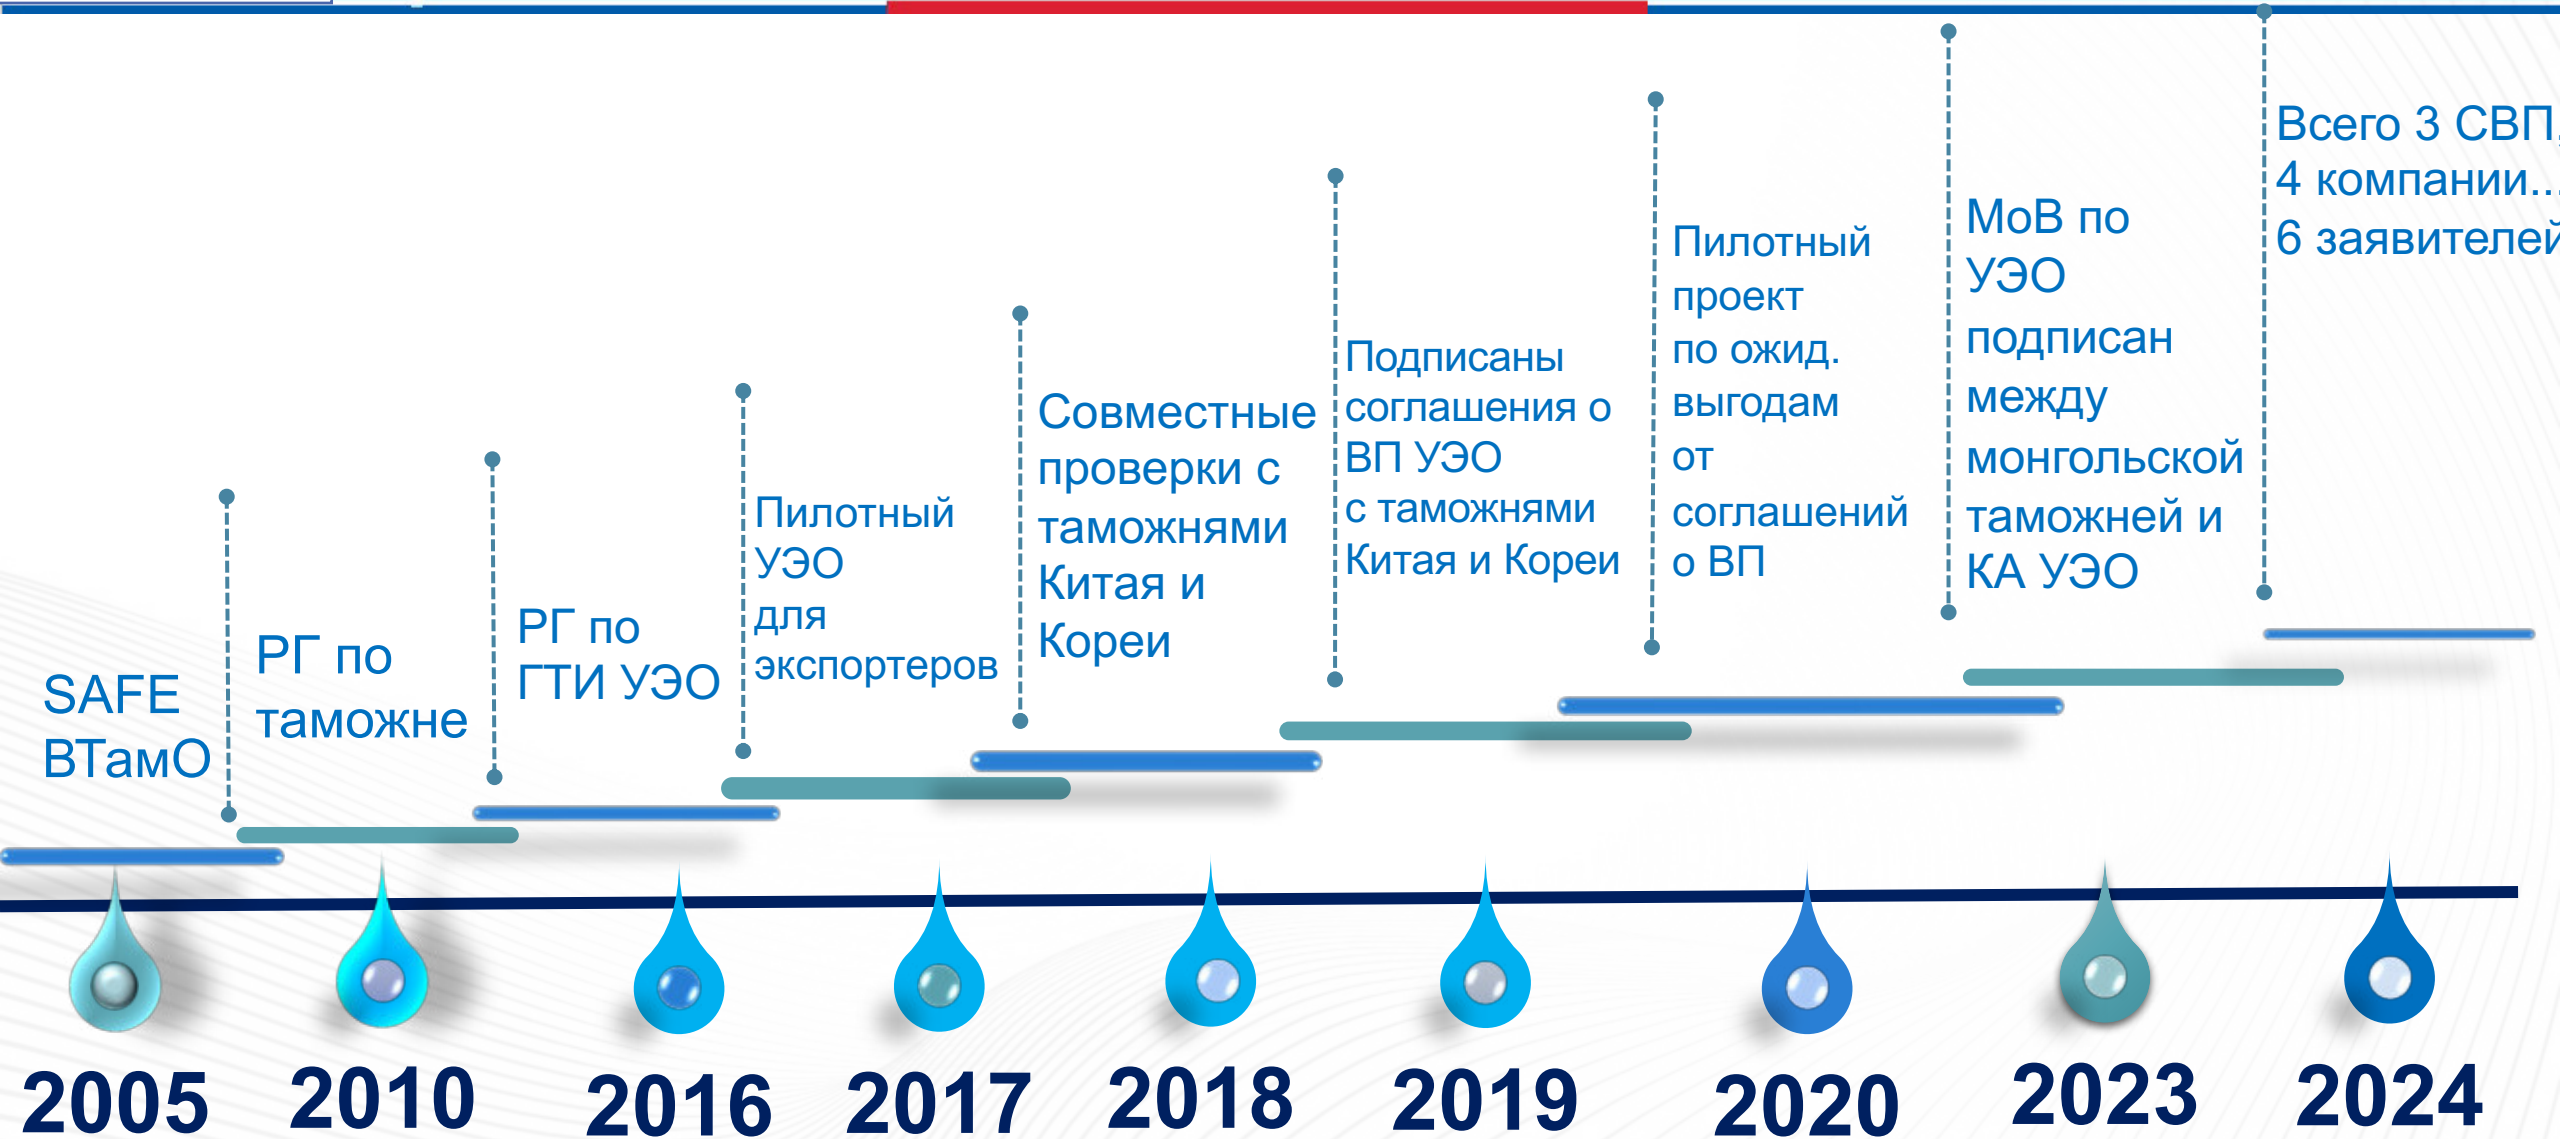 SAFE
ВТамО
РГ по
таможне
РГ по
ГТИ УЭО
Пилотный
УЭО
для
экспортеров
Совместные
проверки с
таможнями
Китая и
Кореи
Подписаны
соглашения о
ВП УЭО
с таможнями
Китая и Кореи
Пилотный
проект
по ожид.
выгодам
от
соглашений
о ВП
МоВ по
УЭО
подписан
между
монгольской
таможней и
КА УЭО
Всего 3 СВП,
4 компании...
6 заявителей
2005
2010
2016
2017
2018
2019
2020
2023
2024